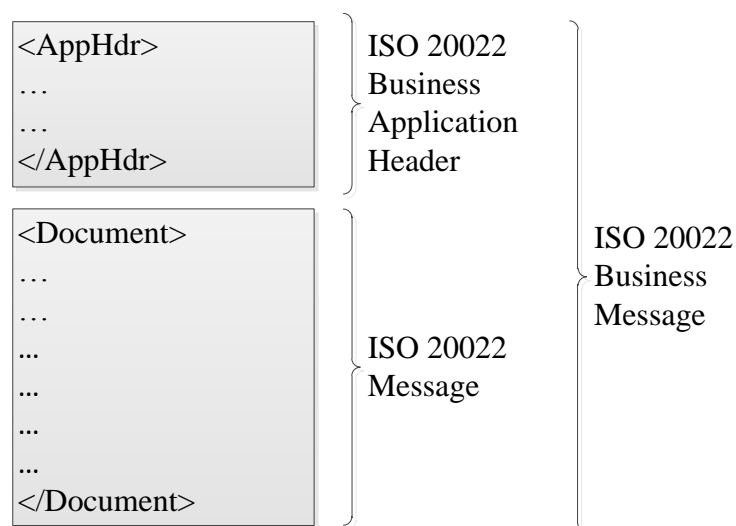 <AppHdr>
…
…
</AppHdr>
ISO 20022
Business
Application
Header
<Document>
…
…
...
...
...
...
</Document>
ISO 20022
Message
ISO 20022
Business
Message